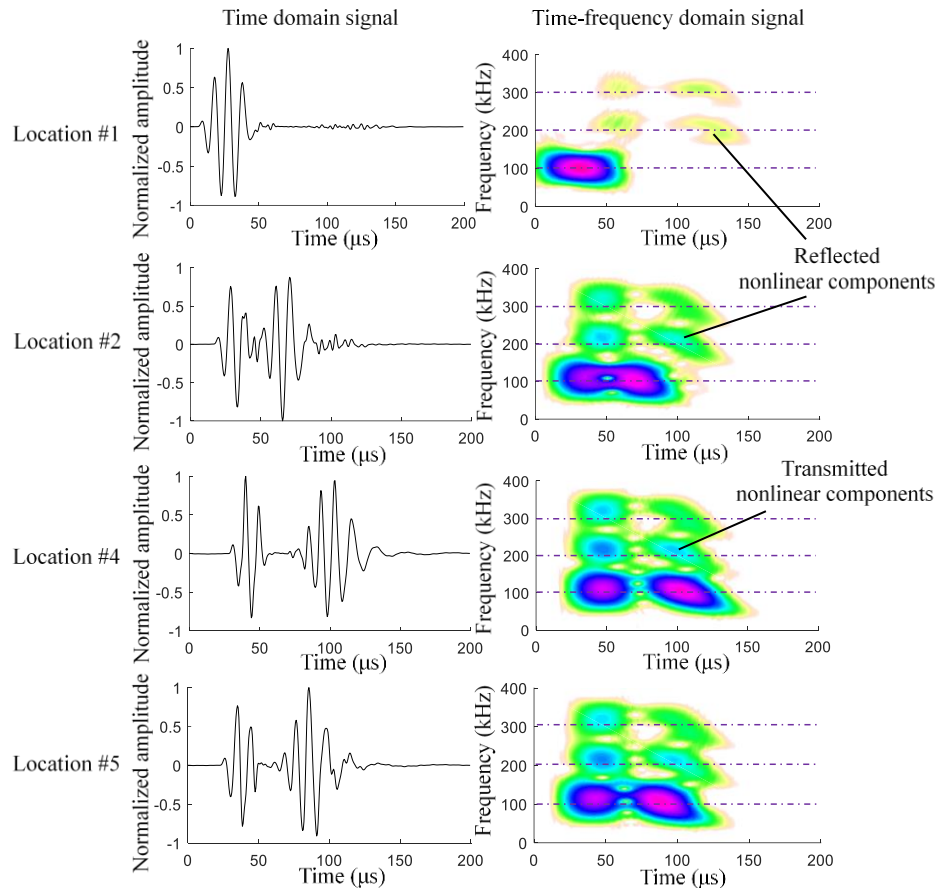 Time domain signal
Time-frequency domain signal
Location #1
Normalized amplitude
1
0.5
0
-0.5
-1
0 50 100 150 200
Time (μs)
Frequency (kHz)
400
300
200
100
0
0 50 100 150 200
Time (μs)
Reflected
nonlinear components
Location #2
Normalized amplitude
1
0.5
0
-0.5
-1
0 50 100 150 200
Time (μs)
Frequency (kHz)
400
300
200
100
0
0 50 100 150 200
Time (μs)
Transmitted
nonlinear components
Location #4
Normalized amplitude
1
0.5
0
-0.5
-1
0 50 100 150 200
Time (μs)
Frequency (kHz)
400
300
200
100
0
0 50 100 150 200
Time (μs)
Location #5
Normalized amplitude
1
0.5
0
-0.5
-1
0 50 100 150 200
Time (μs)
Frequency (kHz)
400
300
200
100
0
0 50 100 150 200
Time (μs)